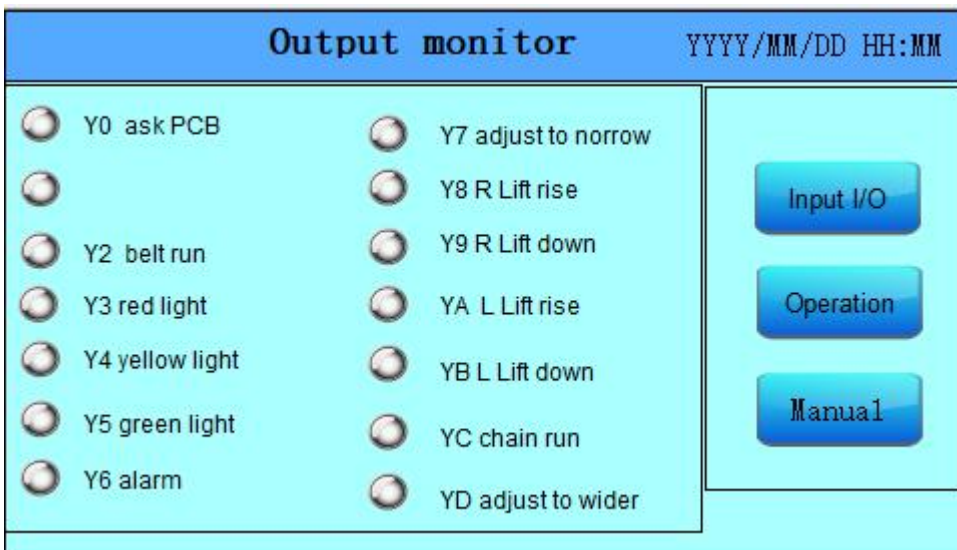 Output monitor
YYYY/MM/DD HH:MM
Y0 ask PCB
Y2 belt run
Y3 red light
Y4 yellow light
Y5 green light
Y6 alarm
Y7 adjust to norrow
Y8 R Lift rise
Y9 R Lift down
YA L Lift rise
YB L Lift down
YC chain run
YD adjust to wider
Input I/O
Operation
Manual